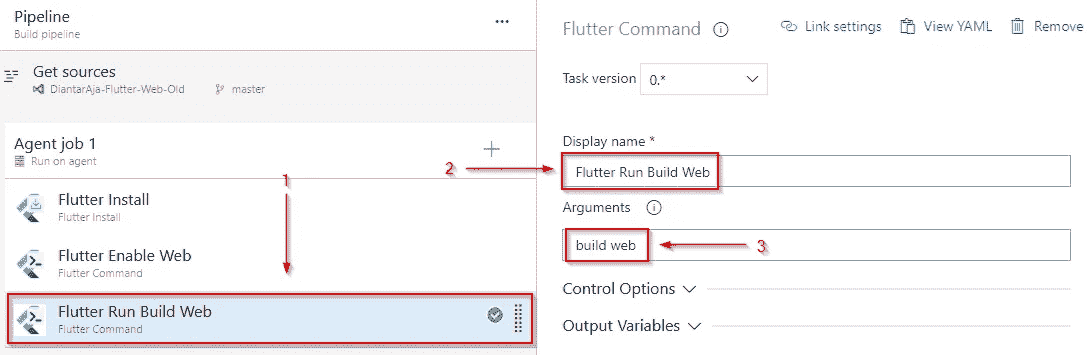 Pipeline
Build pipeline
Get sources
DiantarAja-Flutter-Web-Old master
Agent job 1
Run on agent
1
Flutter Install
Flutter Install
Flutter Enable Web
Flutter Command
Flutter Run Build Web
Flutter Command
Flutter Command
Link settings View YAML Remove
Task version 0.*
Display name *
2
Flutter Run Build Web
Arguments
build web
3
Control Options
Output Variables